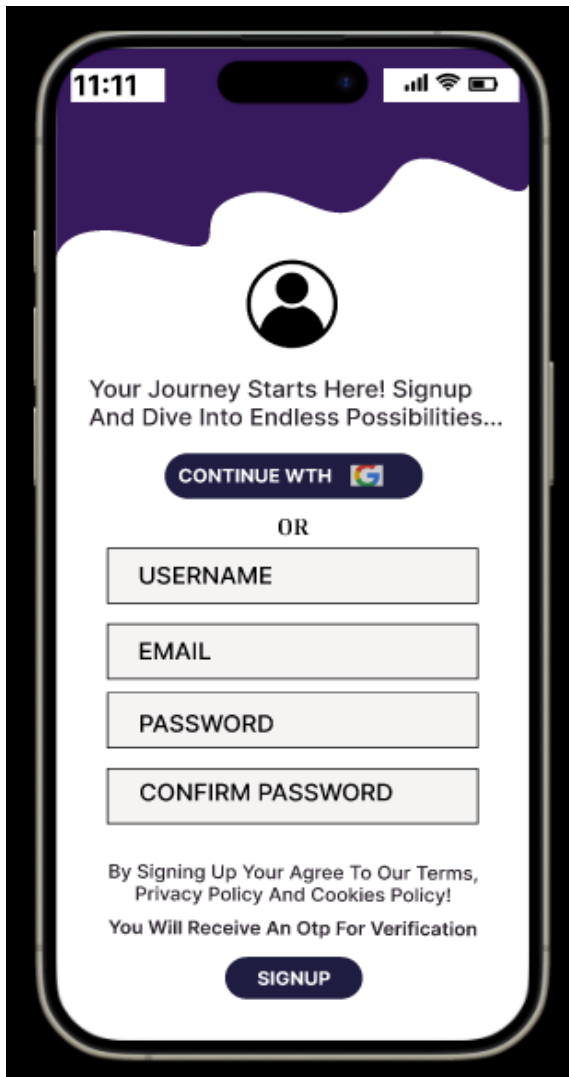 11:11
Your Journey Starts Here! Signup
And Dive Into Endless Possibilities...
CONTINUE WTH G
OR
USERNAME
EMAIL
PASSWORD
CONFIRM PASSWORD
By Signing Up Your Agree To Our Terms,
Privacy Policy And Cookies Policy!
You Will Receive An Otp For Verification
SIGNUP